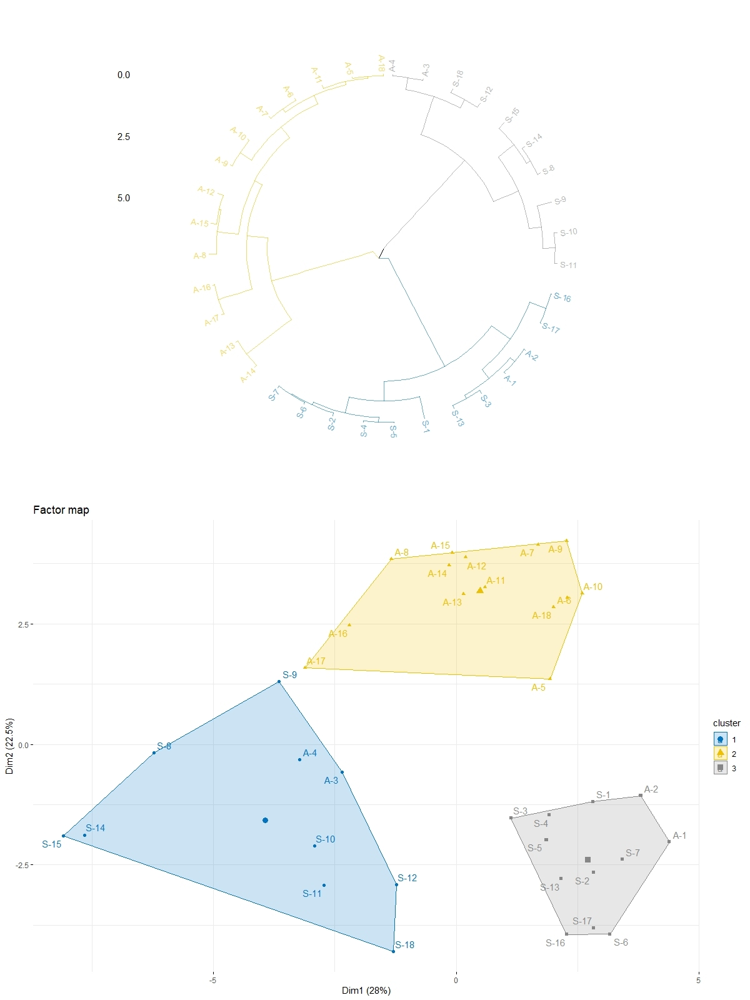 0.0
2.5
5.0
A-18
A-5
A-11
A-6
A-7
A-10
A-9
A-12
A-15
A-8
A-16
A-17
A-13
A-14
S-7
S-6
S-2
S-4
S-5
S-1
S-13
S-3
A-1
A-2
S-17
S-16
S-11
S-10
S-9
S-8
S-14
S-15
S-12
S-18
A-3
A-4
Factor map
A-15
A-8
A-7
A-9
A-12
A-14
A-11
A-10
A-13
A-6
A-18
2.5
A-16
A-17
S-9
A-5
Dim2 (22.5%)
0.0
S-8
A-4
A-3
S-1
A-2
S-3
S-4
S-14
S-15
S-10
A-1
S-5
S-7
-2.5
S-12
S-2
S-13
S-11
S-17
S-18
S-16
S-6
cluster
1
2
3
-5
0
5
Dim1 (28%)